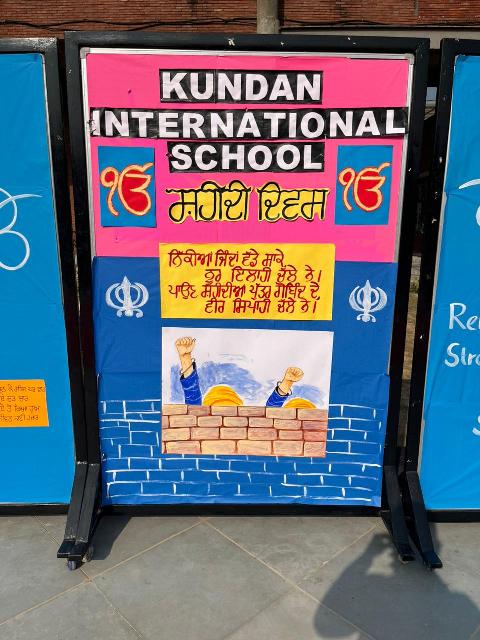 KUNDAN
INTERNATIONAL
SCHOOL
ੴ ੴ
ਸ਼ਹੀਦੀ ਦਿਵਸ
ਨਿੱਕੀਆਂ ਜਿੰਦਾਂ ਵੱਡੇ ਸਾਕੇ
ਰਾਹ ਇਲਾਹੀ ਚੱਲੇ ਨੇ।
ਪਾਉਣ ਸ਼ਹੀਦੀਆਂ ਪੁੱਤਰ ਗੋਬਿੰਦ ਦੇ
ਵੀਰ ਸਿਪਾਹੀ ਚੱਲੇ ਨੇ।